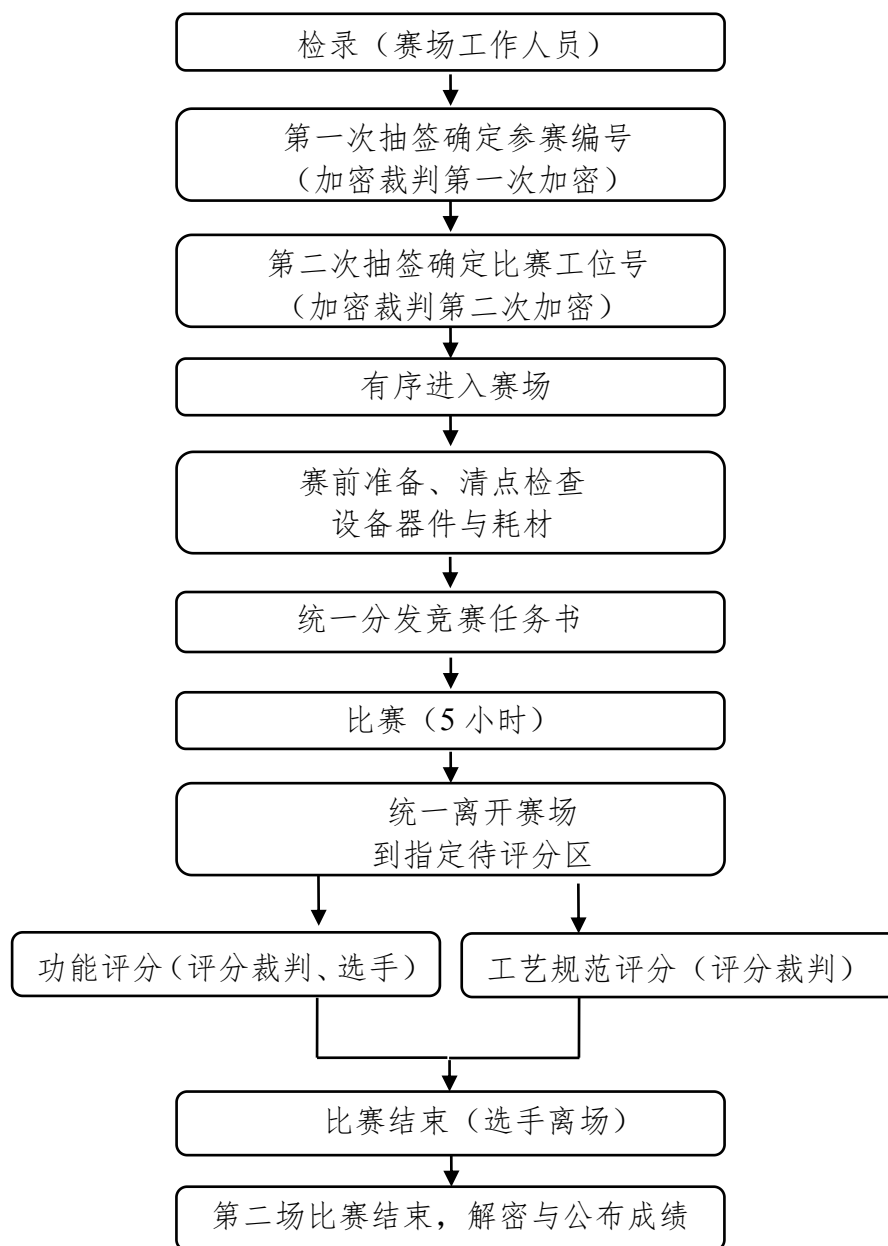 检录（赛场工作人员）
第一次抽签确定参赛编号
（加密裁判第一次加密）
第二次抽签确定比赛工位号
（加密裁判第二次加密）
有序进入赛场
赛前准备、清点检查
设备器件与耗材
统一分发竞赛任务书
比赛（5 小时）
统一离开赛场
到指定待评分区
功能评分（评分裁判、选手）
工艺规范评分（评分裁判）
比赛结束（选手离场）
第二场比赛结束，解密与公布成绩